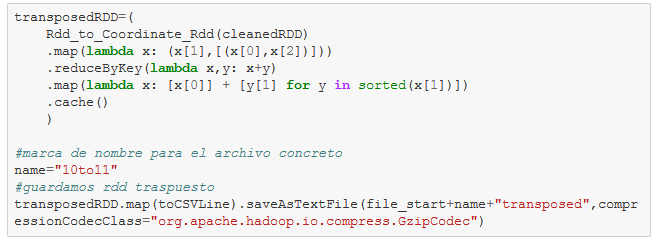 transposedRDD=(
    Rdd_to_Coordinate_Rdd(cleanedRDD)
    .map(lambda x: (x[1],[(x[0],x[2])]))
    .reduceByKey(lambda x,y: x+y)
    .map(lambda x: [x[0]] + [y[1] for y in sorted(x[1])])
    .cache()
    )

#marca de nombre para el archivo concreto
name="10to11"
#guardamos rdd traspuesto
transposedRDD.map(toCSVLine).saveAsTextFile(file_start+name+"transposed",compr
essionCodecClass="org.apache.hadoop.io.compress.GzipCodec")